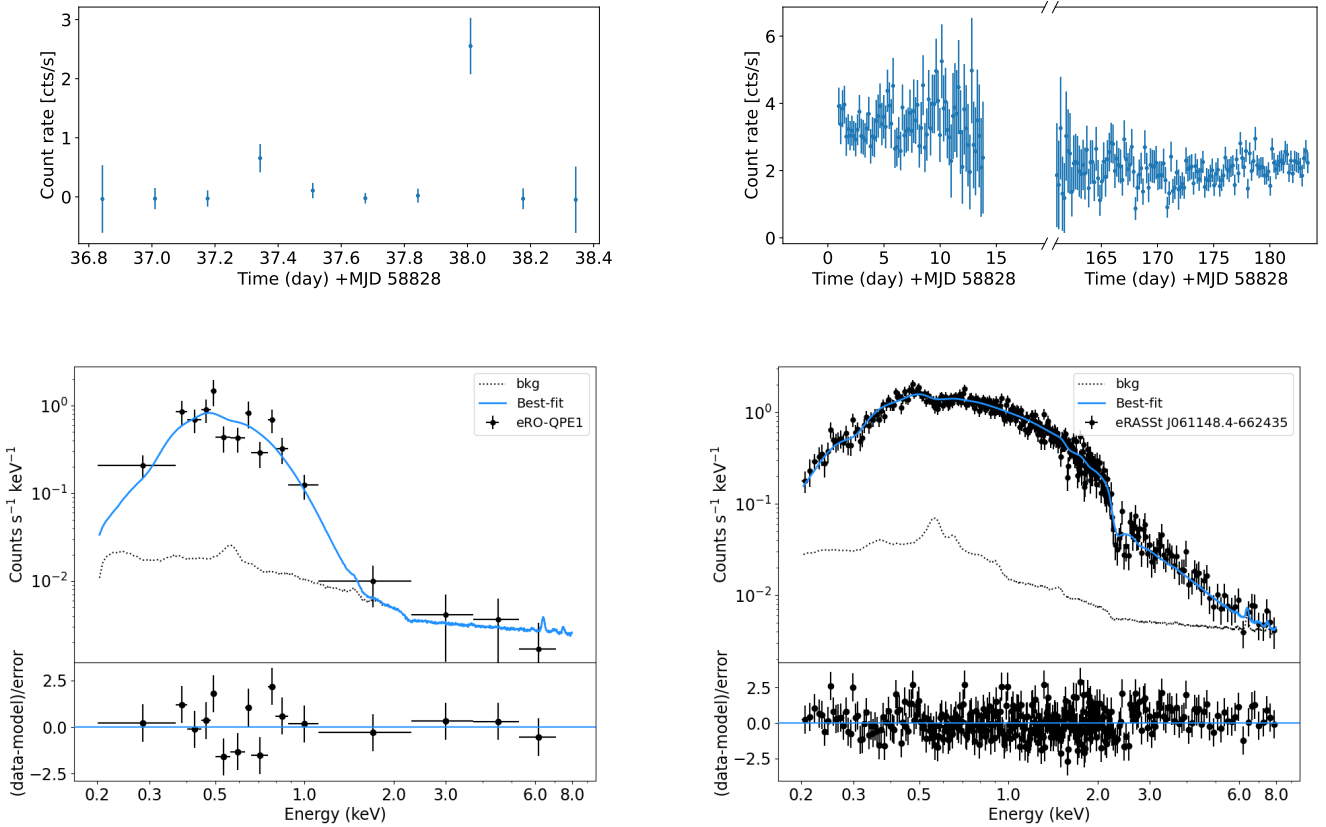 3
2
1
0
Count rate [cts/s]
36.8 37.0 37.2 37.4 37.6 37.8 38.0 38.2 38.4
Time (day) +MJD 58828
6
4
2
0
Count rate [cts/s]
0 5 10 15
165 170 175 180
Time (day) +MJD 58828
Time (day) +MJD 58828
bkg
Best-fit
eRO-QPE1
10⁰
10⁻¹
10⁻²
Counts s⁻¹ keV⁻¹
2.5
0.0
−2.5
(data-model)/error
0.2 0.3 0.5 1.0 2.0 3.0 6.0 8.0
Energy (keV)
bkg
Best-fit
eRASSt J061148.4-662435
10⁰
10⁻¹
10⁻²
Counts s⁻¹ keV⁻¹
2.5
0.0
−2.5
(data-model)/error
0.2 0.3 0.5 1.0 2.0 3.0 6.0 8.0
Energy (keV)